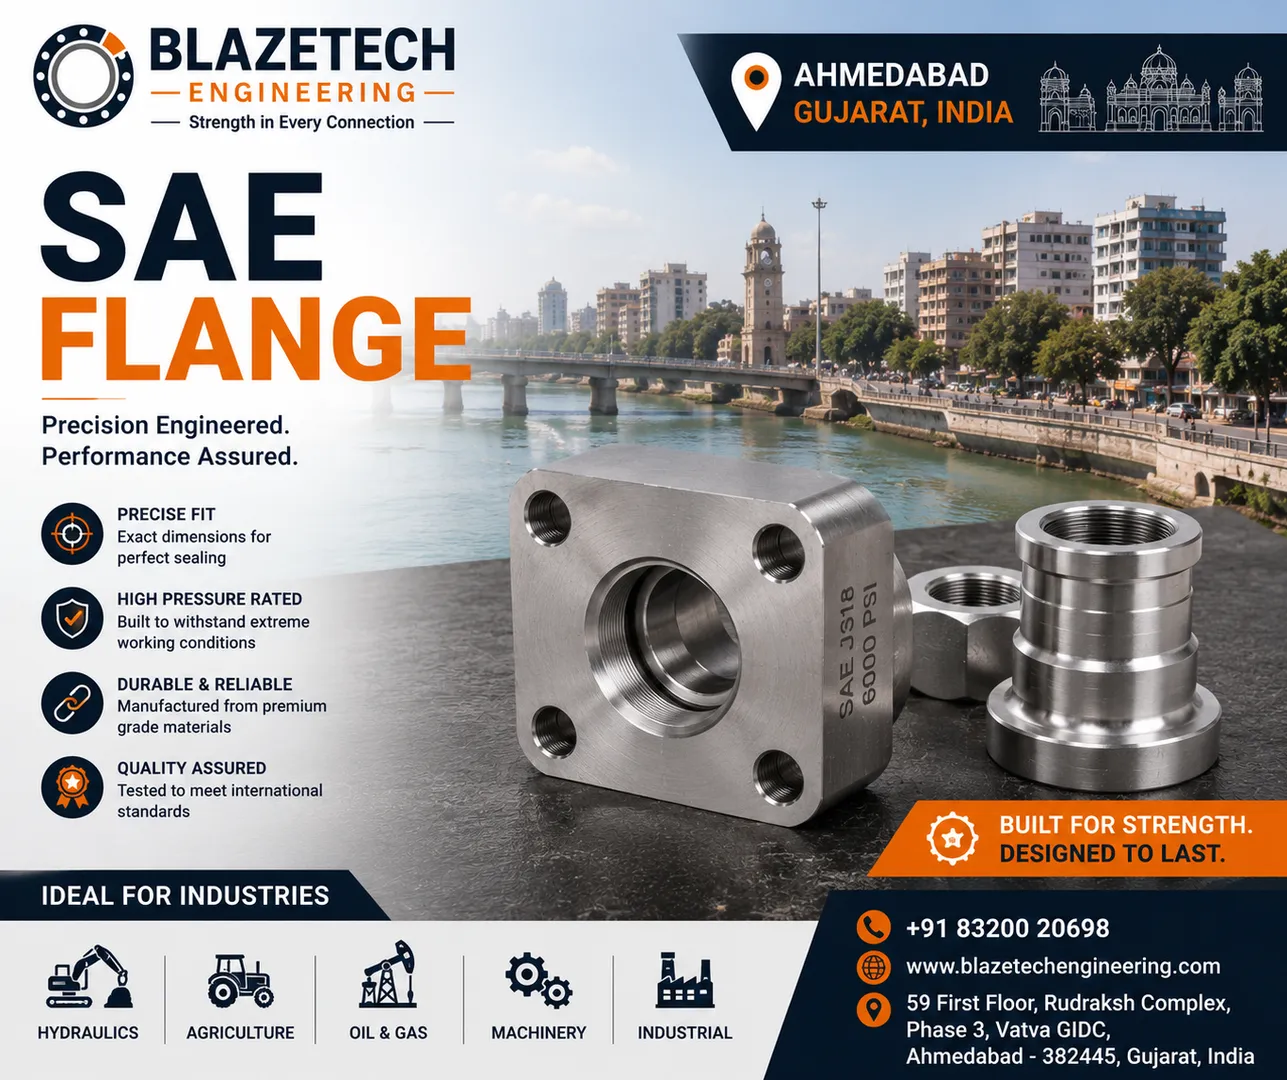 BLAZETECH
ENGINEERING
Strength in Every Connection
AHMEDABAD
GUJARAT, INDIA
SAE
FLANGE
Precision Engineered.
Performance Assured.
PRECISE FIT
Exact dimensions for
perfect sealing
HIGH PRESSURE RATED
Built to withstand extreme
working conditions
DURABLE & RELIABLE
Manufactured from premium
grade materials
QUALITY ASSURED
Tested to meet international
standards
SAE J318
6000 PSI
BUILT FOR STRENGTH.
DESIGNED TO LAST.
IDEAL FOR INDUSTRIES
HYDRAULICS
AGRICULTURE
OIL & GAS
MACHINERY
INDUSTRIAL
+91 83200 20698
www.blazetechengineering.com
59 First Floor, Rudraksh Complex,
Phase 3, Vatva GIDC,
Ahmedabad - 382445, Gujarat, India